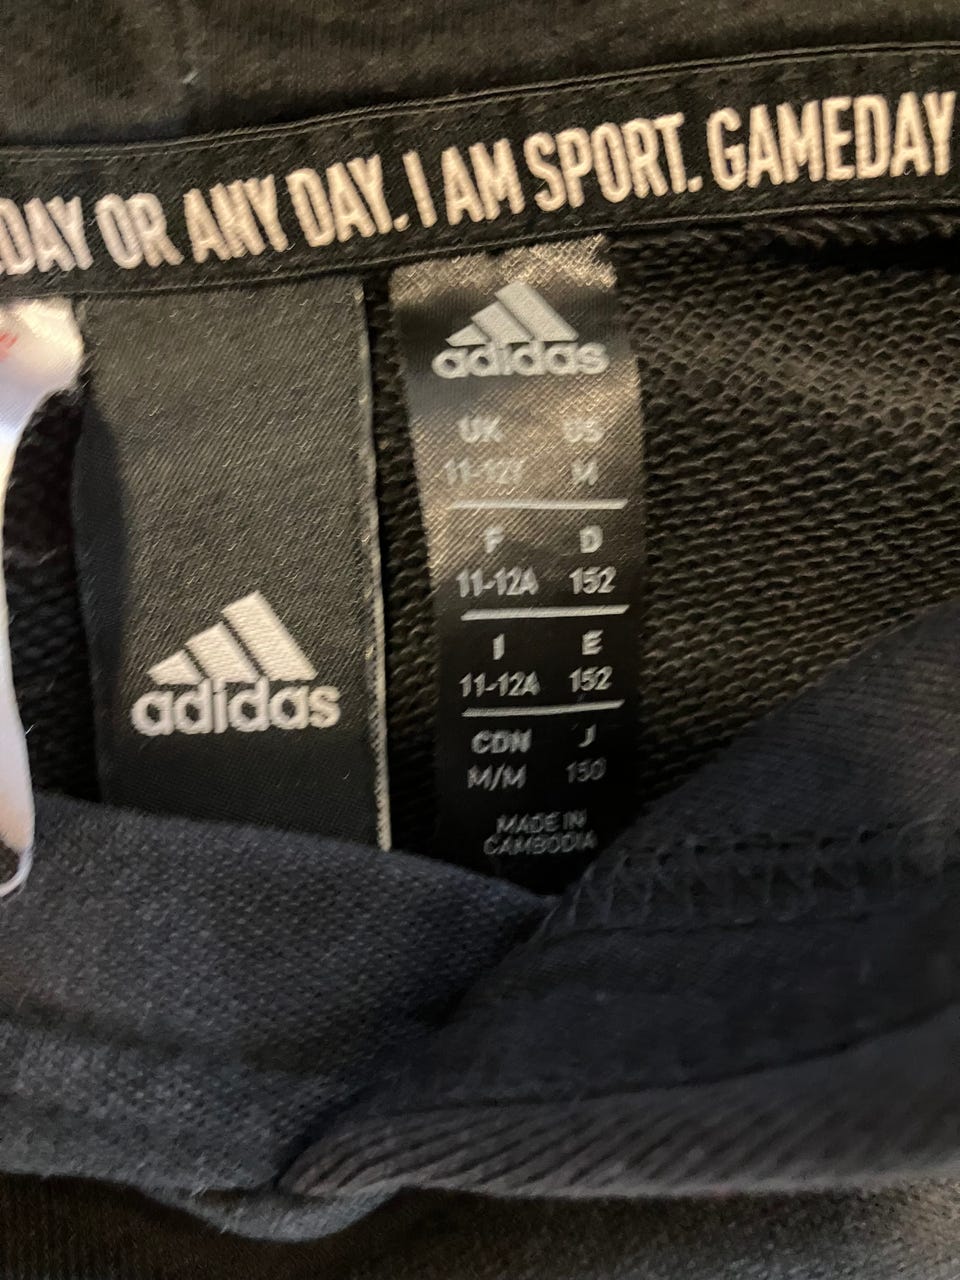 DAY OR ANY DAY. I AM SPORT. GAMEDAY
adidas
adidas
UK US
11-12Y M
F D
11-12A 152
I E
11-12A 152
CDN J
M/M 150
MADE IN
CAMBODIA